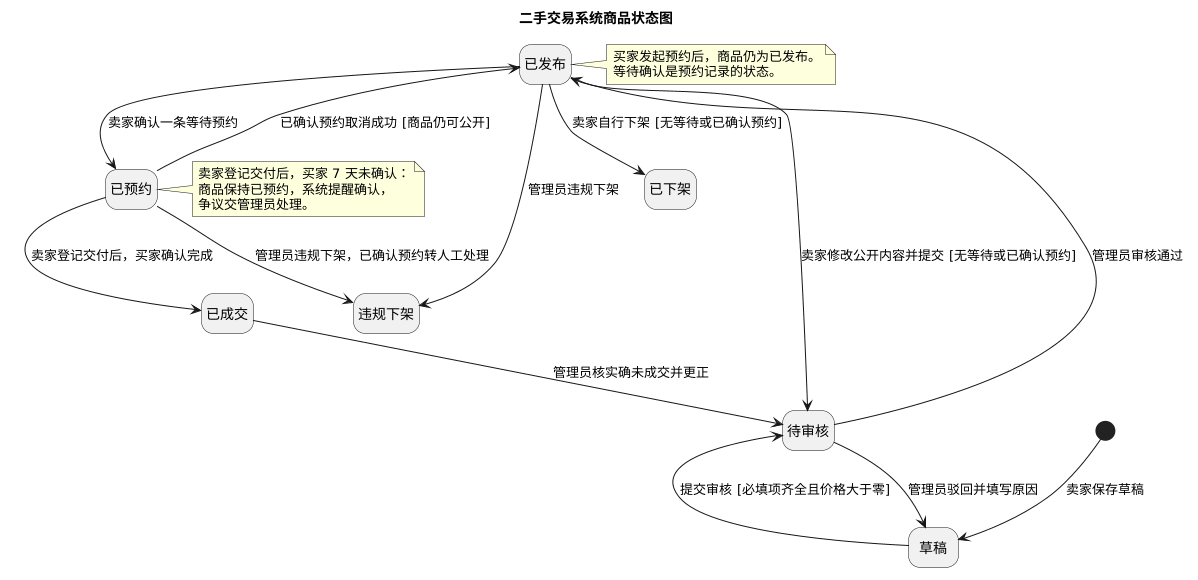 二手交易系统商品状态图
已发布
买家发起预约后，商品仍为已发布。
等待确认是预约记录的状态。
卖家确认一条等待预约
已确认预约取消成功 [商品仍可公开]
卖家自行下架 [无等待或已确认预约]
已预约
卖家登记交付后，买家 7 天未确认：
商品保持已预约，系统提醒确认，
争议交管理员处理。
管理员违规下架
已下架
卖家登记交付后，买家确认完成
管理员违规下架，已确认预约转人工处理
卖家修改公开内容并提交 [无等待或已确认预约]
管理员审核通过
已成交
违规下架
管理员核实确未成交并更正
待审核
提交审核 [必填项齐全且价格大于零]
管理员驳回并填写原因
卖家保存草稿
草稿